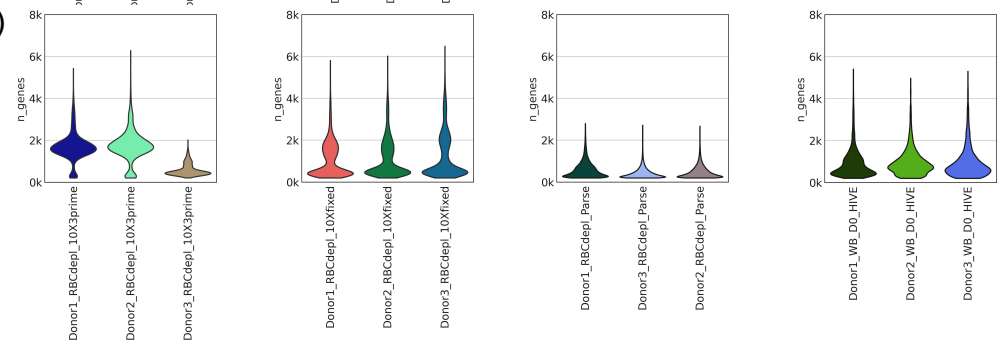 )
8k
6k
4k
2k
0k
n_genes
Donor1_RBCdepl_10X3prime
Donor2_RBCdepl_10X3prime
Donor3_RBCdepl_10X3prime
8k
6k
4k
2k
0k
n_genes
Donor1_RBCdepl_10Xfixed
Donor2_RBCdepl_10Xfixed
Donor3_RBCdepl_10Xfixed
8k
6k
4k
2k
0k
n_genes
Donor1_RBCdepl_Parse
Donor3_RBCdepl_Parse
Donor2_RBCdepl_Parse
8k
6k
4k
2k
0k
n_genes
Donor1_WB_D0_HIVE
Donor2_WB_D0_HIVE
Donor3_WB_D0_HIVE